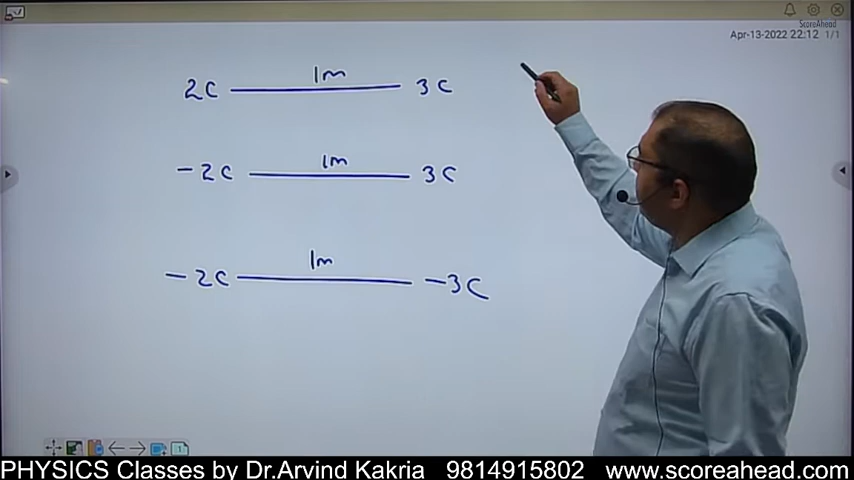 ScoreAhead
Apr-13-2022 22:12 1/1
2C 1m 3C
-2C 1m 3C
-2C 1m -3C
1
PHYSICS Classes by Dr.Arvind Kakria 9814915802 www.scoreahead.com